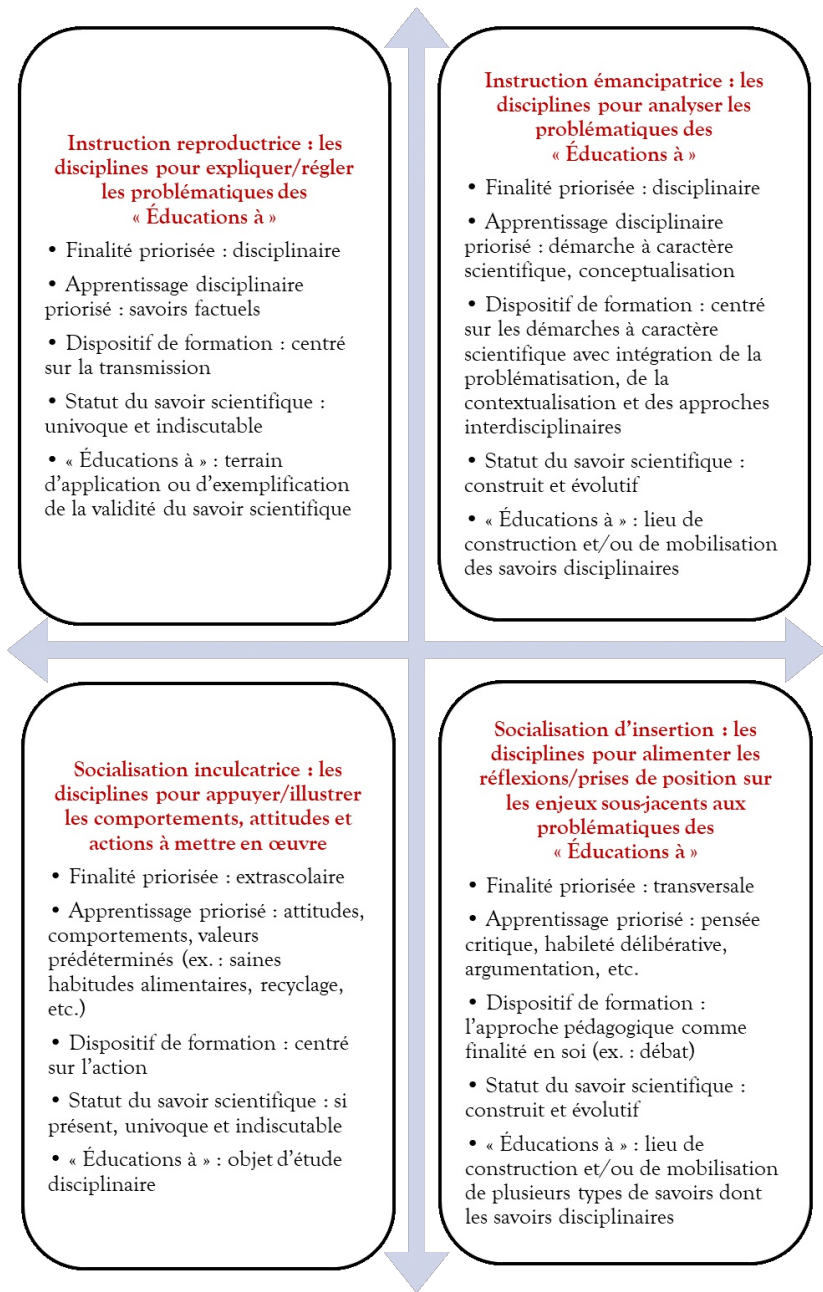 Instruction reproductrice : les
disciplines pour expliquer/régler
les problématiques des
« Éducations à »
• Finalité priorisée : disciplinaire
• Apprentissage disciplinaire
priorisé : savoirs factuels
• Dispositif de formation : centré
sur la transmission
• Statut du savoir scientifique :
univoque et indiscutable
• « Éducations à » : terrain
d’application ou d’exemplification
de la validité du savoir scientifique
Instruction émancipatrice : les
disciplines pour analyser les
problématiques des
« Éducations à »
• Finalité priorisée : disciplinaire
• Apprentissage disciplinaire
priorisé : démarche à caractère
scientifique, conceptualisation
• Dispositif de formation : centré
sur les démarches à caractère
scientifique avec intégration de la
problématisation, de la
contextualisation et des approches
interdisciplinaires
• Statut du savoir scientifique :
construit et évolutif
• « Éducations à » : lieu de
construction et/ou de mobilisation
des savoirs disciplinaires
Socialisation inculcatrice : les
disciplines pour appuyer/illustrer
les comportements, attitudes et
actions à mettre en œuvre
• Finalité priorisée : extrascolaire
• Apprentissage priorisé : attitudes,
comportements, valeurs
prédéterminés (ex. : saines
habitudes alimentaires, recyclage,
etc.)
• Dispositif de formation : centré
sur l’action
• Statut du savoir scientifique : si
présent, univoque et indiscutable
• « Éducations à » : objet d’étude
disciplinaire
Socialisation d’insertion : les
disciplines pour alimenter les
réflexions/prises de position sur
les enjeux sous-jacents aux
problématiques des
« Éducations à »
• Finalité priorisée : transversale
• Apprentissage priorisé : pensée
critique, habileté délibérative,
argumentation, etc.
• Dispositif de formation :
l’approche pédagogique comme
finalité en soi (ex. : débat)
• Statut du savoir scientifique :
construit et évolutif
• « Éducations à » : lieu de
construction et/ou de mobilisation
de plusieurs types de savoirs dont
les savoirs disciplinaires